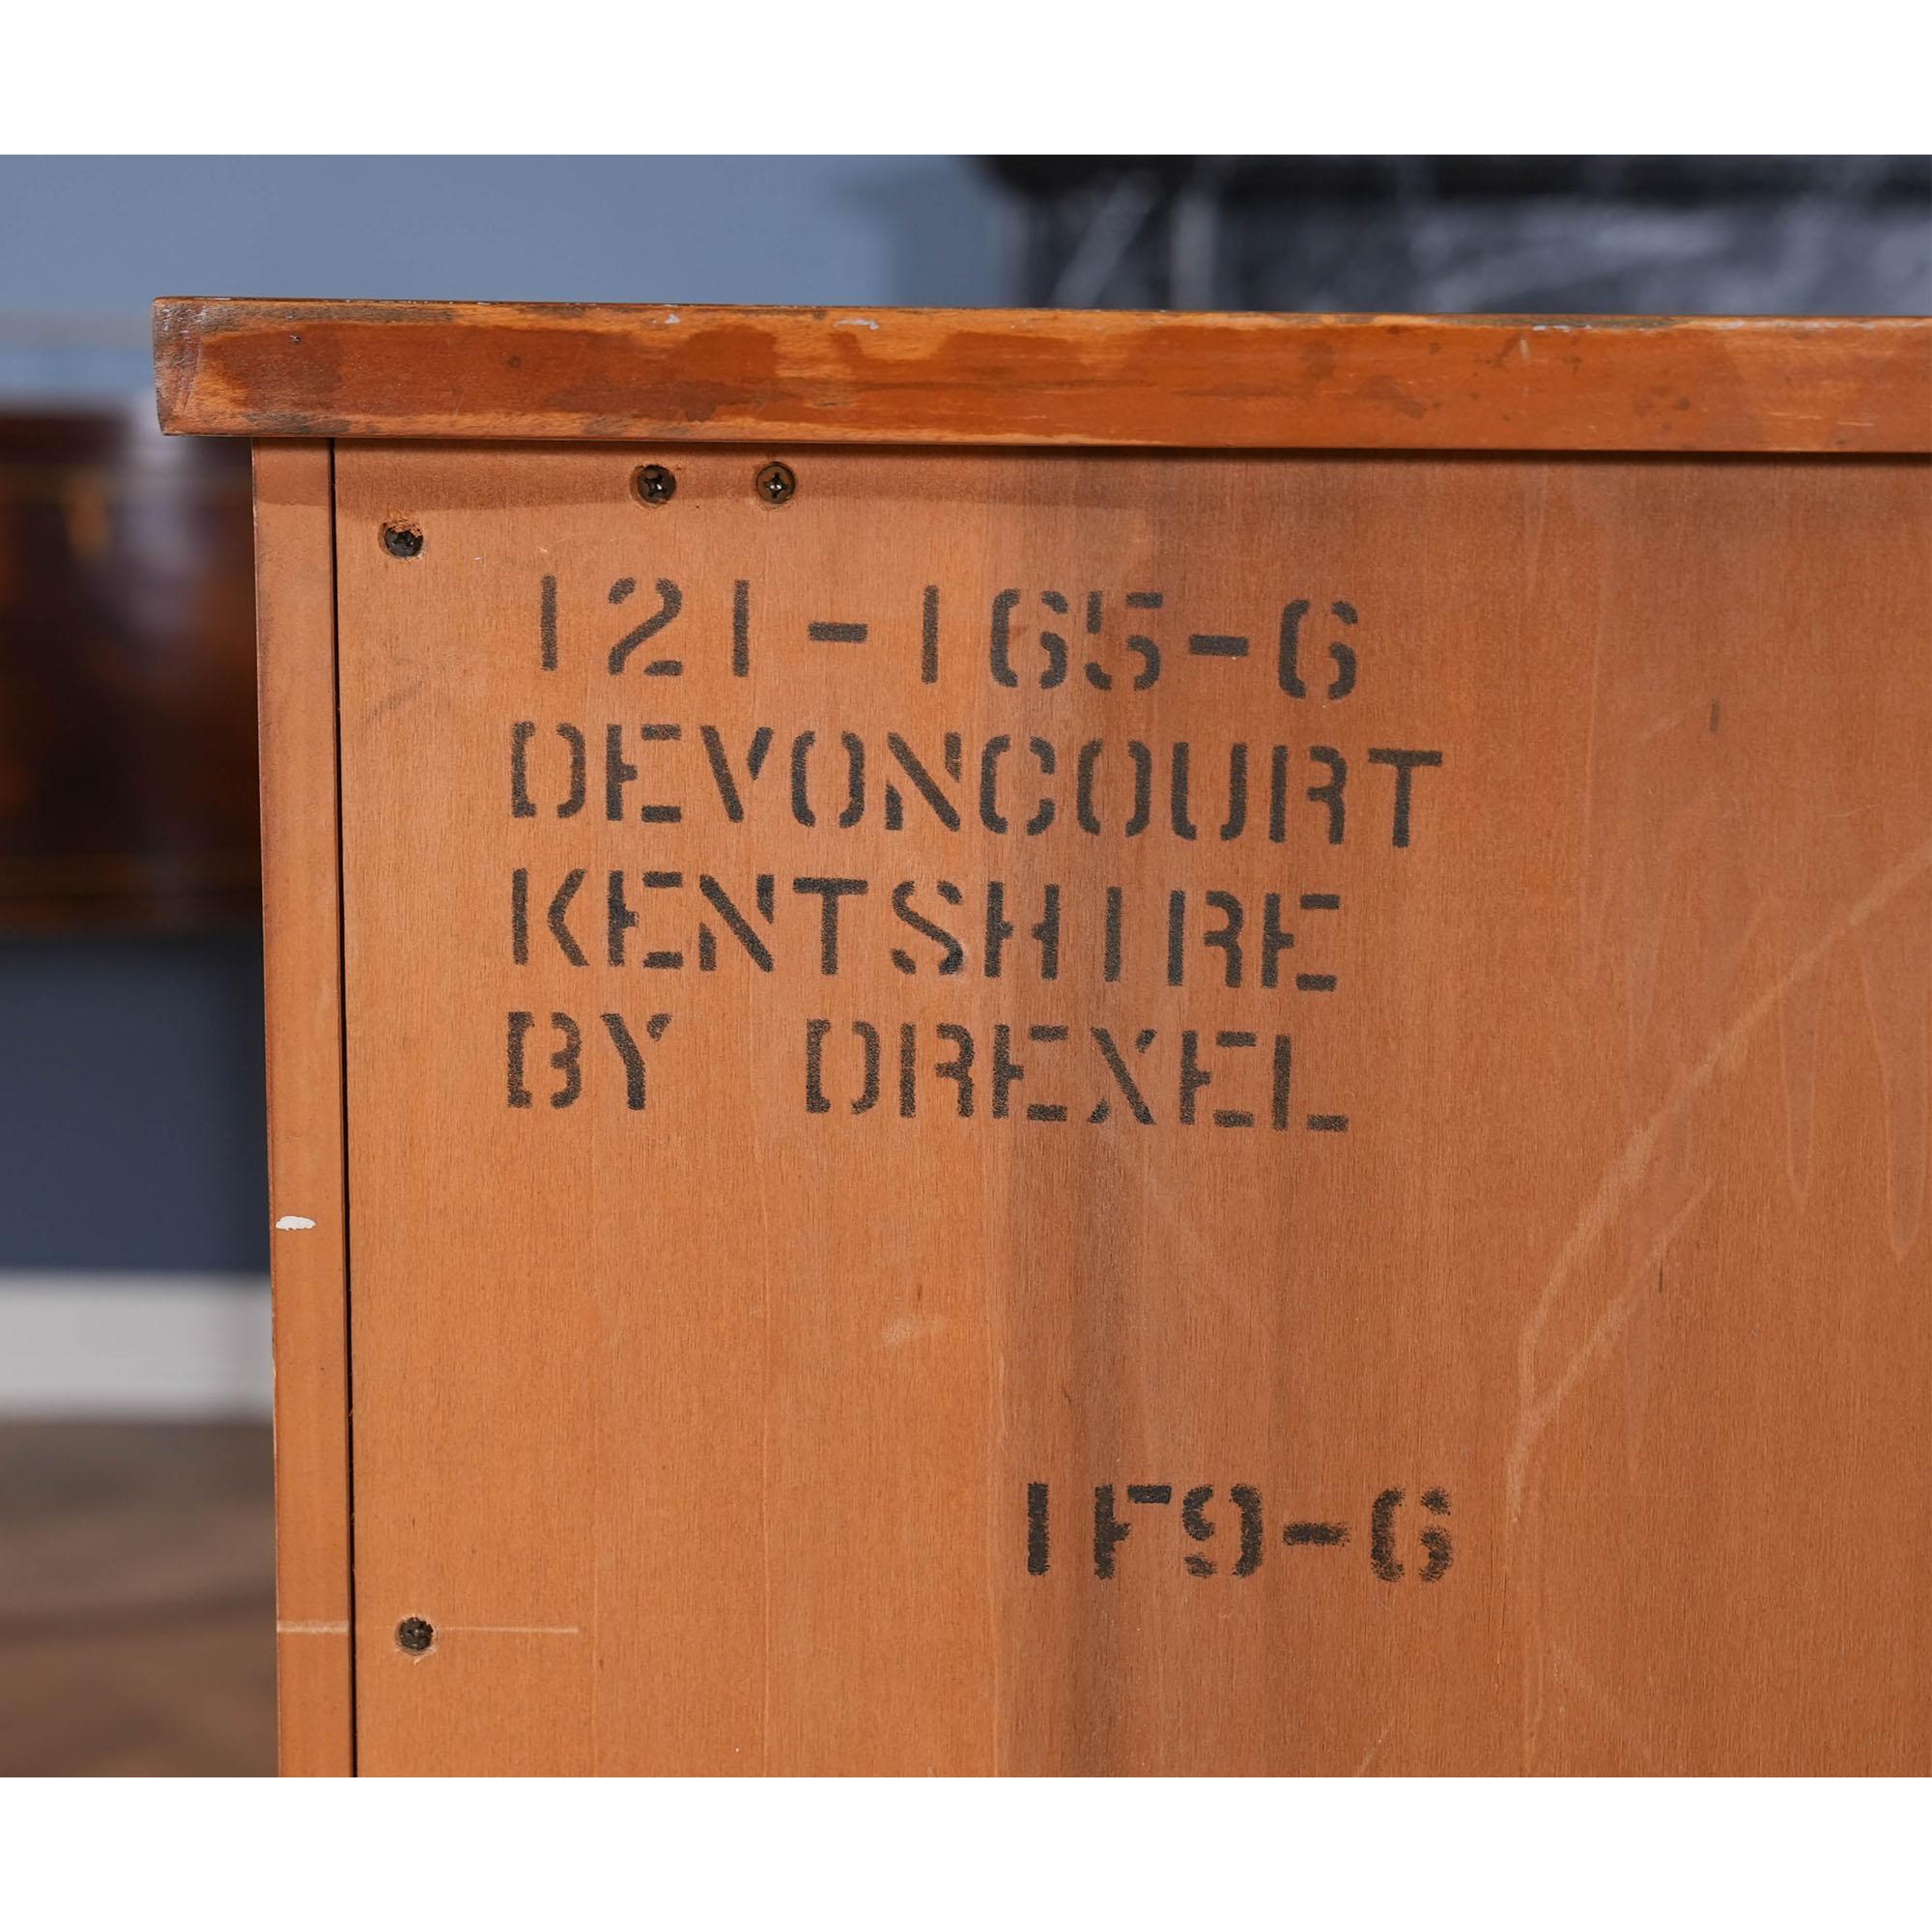 121-165-6
DEVONCOURT
KENTSHIRE
BY DREXEL
1F9-6